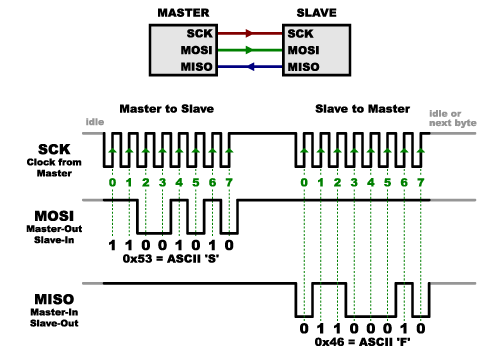 MASTER SLAVE
SCK SCK
MOSI MOSI
MISO MISO
Master to Slave Slave to Master
idle
idle or
next byte
SCK
Clock from
Master
0 1 2 3 4 5 6 7 0 1 2 3 4 5 6 7
MOSI
Master-Out
Slave-In
1 1 0 0 1 0 1 0
0x53 = ASCII 'S'
MISO
Master-In
Slave-Out
0 1 1 0 0 0 1 0
0x46 = ASCII 'F'